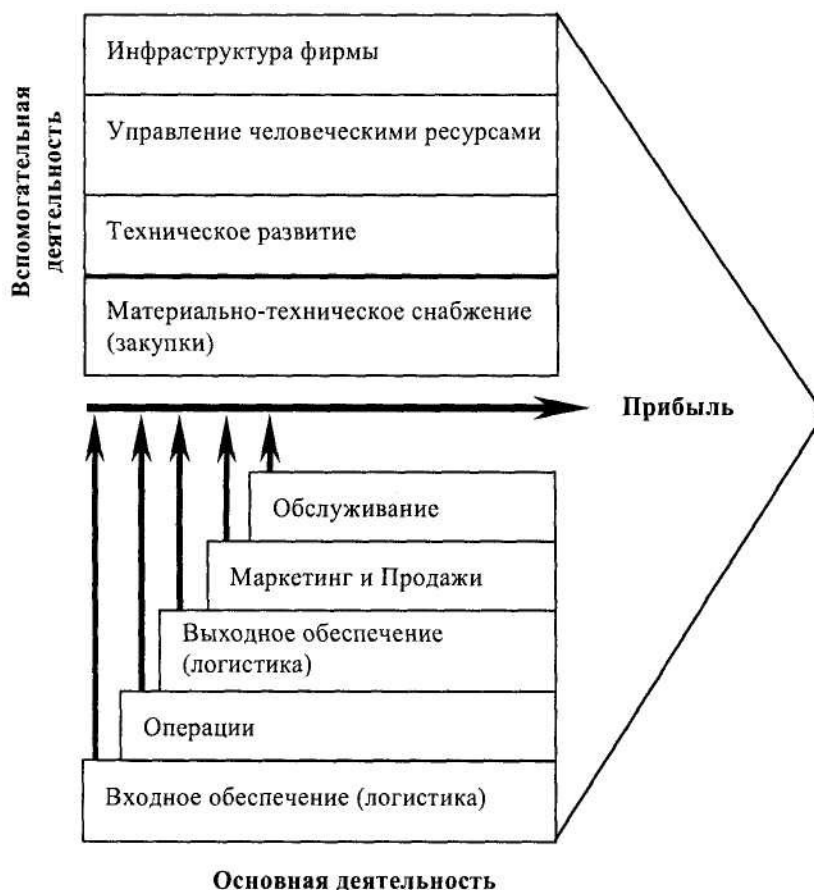 Вспомогательная
деятельность
Инфраструктура фирмы
Управление человеческими ресурсами
Техническое развитие
Материально-техническое снабжение
(закупки)
Прибыль
Обслуживание
Маркетинг и Продажи
Выходное обеспечение
(логистика)
Операции
Входное обеспечение (логистика)
Основная деятельность